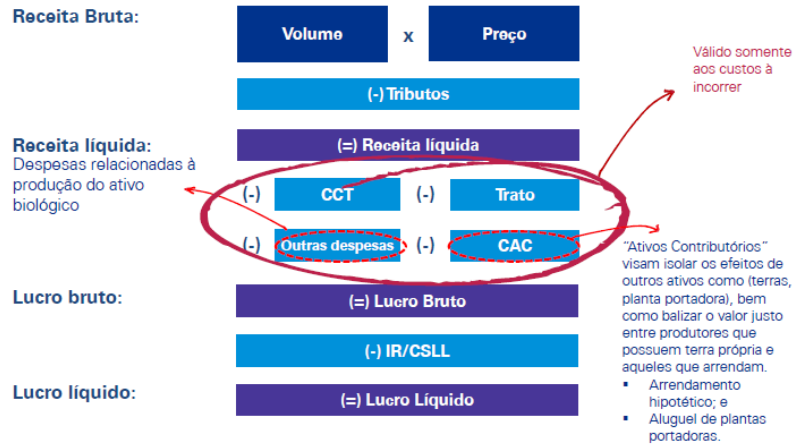 Receita Bruta:
Volume x Preço
Válido somente
aos custos à
incorrer
(-) Tributos
Receita líquida:
(=) Receita líquida
Despesas relacionadas à
produção do ativo
biológico
(-) CCT (-) Trato
(-) Outras despesas (-) CAC
"Ativos Contributórios"
visam isolar os efeitos de
outros ativos como (terras,
planta portadora), bem
como balizar o valor justo
entre produtores que
possuem terra própria e
aqueles que arrendam.
▪ Arrendamento
hipotético; e
▪ Aluguel de plantas
portadoras.
Lucro bruto:
(=) Lucro Bruto
(-) IR/CSLL
Lucro líquido:
(=) Lucro Líquido